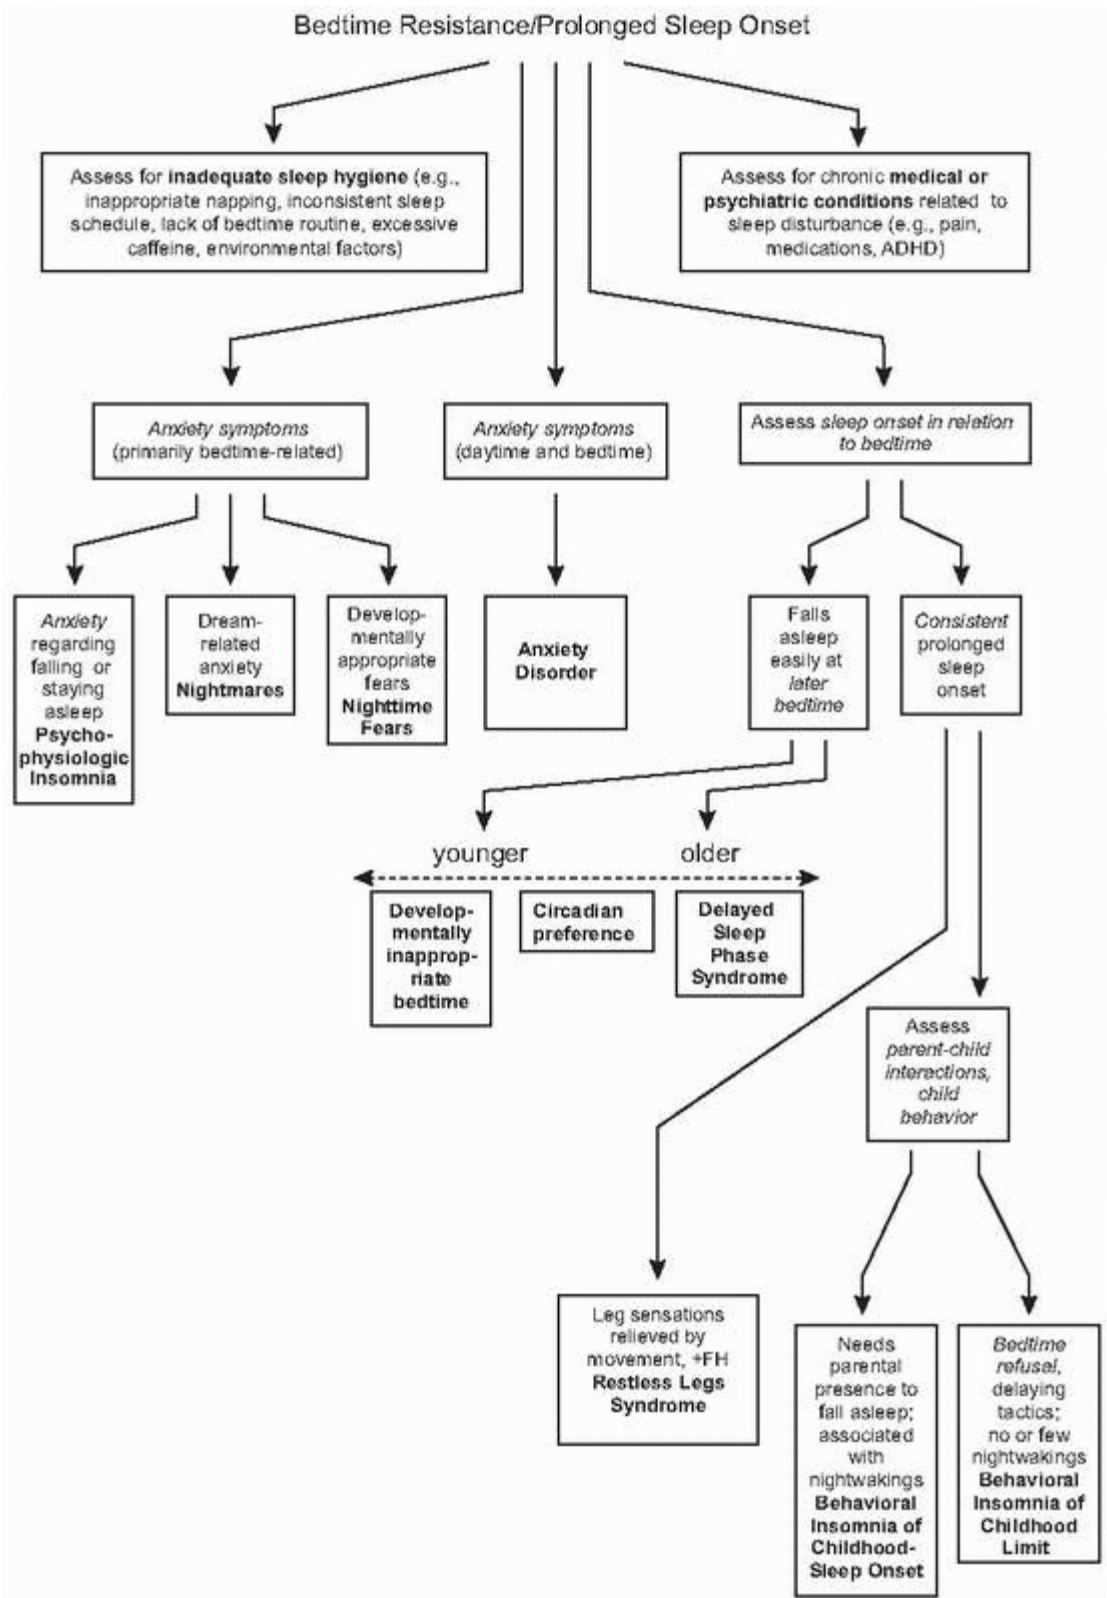 Bedtime Resistance/Prolonged Sleep Onset
Assess for inadequate sleep hygiene (e.g.,
inappropriate napping, inconsistent sleep
schedule, lack of bedtime routine, excessive
caffeine, environmental factors)
Assess for chronic medical or
psychiatric conditions related to
sleep disturbance (e.g., pain,
medications, ADHD)
Anxiety symptoms
(primarily bedtime-related)
Anxiety symptoms
(daytime and bedtime)
Assess sleep onset in relation
to bedtime
Anxiety
regarding
falling or
staying
asleep
Psycho-
physiologic
Insomnia
Dream-
related
anxiety
Nightmares
Develop-
mentally
appropriate
fears
Nighttime
Fears
Anxiety
Disorder
Falls
asleep
easily at
later
bedtime
Consistent
prolonged
sleep
onset
younger
older
Develop-
mentally
inapprop-
riate
bedtime
Circadian
preference
Delayed
Sleep
Phase
Syndrome
Assess
parent-child
interactions,
child
behavior
Leg sensations
relieved by
movement, +FH
Restless Legs
Syndrome
Needs
parental
presence to
fall asleep;
associated
with
nightwakings
Behavioral
Insomnia of
Childhood-
Sleep Onset
Bedtime
refusal,
delaying
tactics;
no or few
nightwakings
Behavioral
Insomnia of
Childhood
Limit